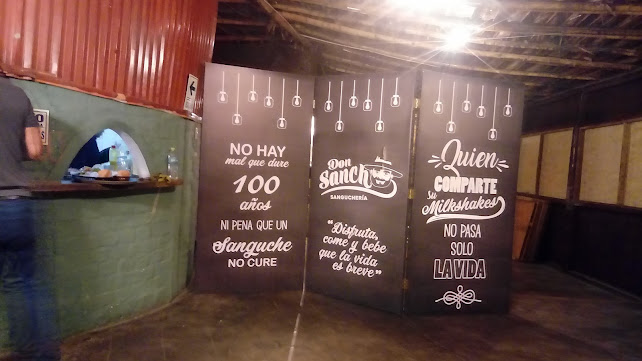 NO HAY
mal que dure
100
años
NI PENA QUE UN
Sanguche
NO CURE
Don
Sancho
SANGUCHERÍA
"Disfruta,
come y bebe
que la vida
es breve"
Quien
COMPARTE
Su
Milkshakes
NO PASA
SOLO
LA VIDA